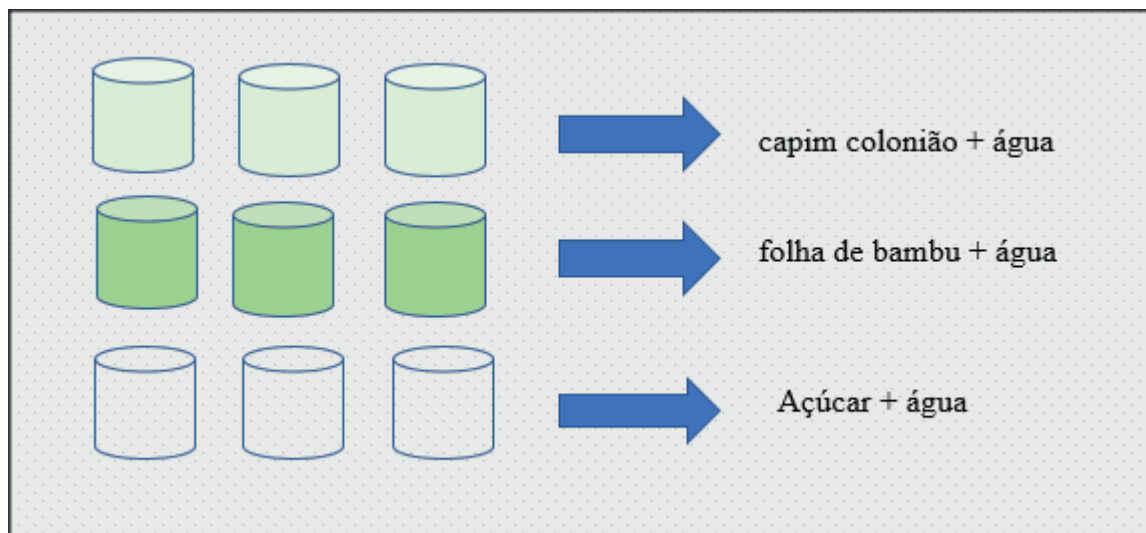 capim colonião + água
folha de bambu + água
Açúcar + água